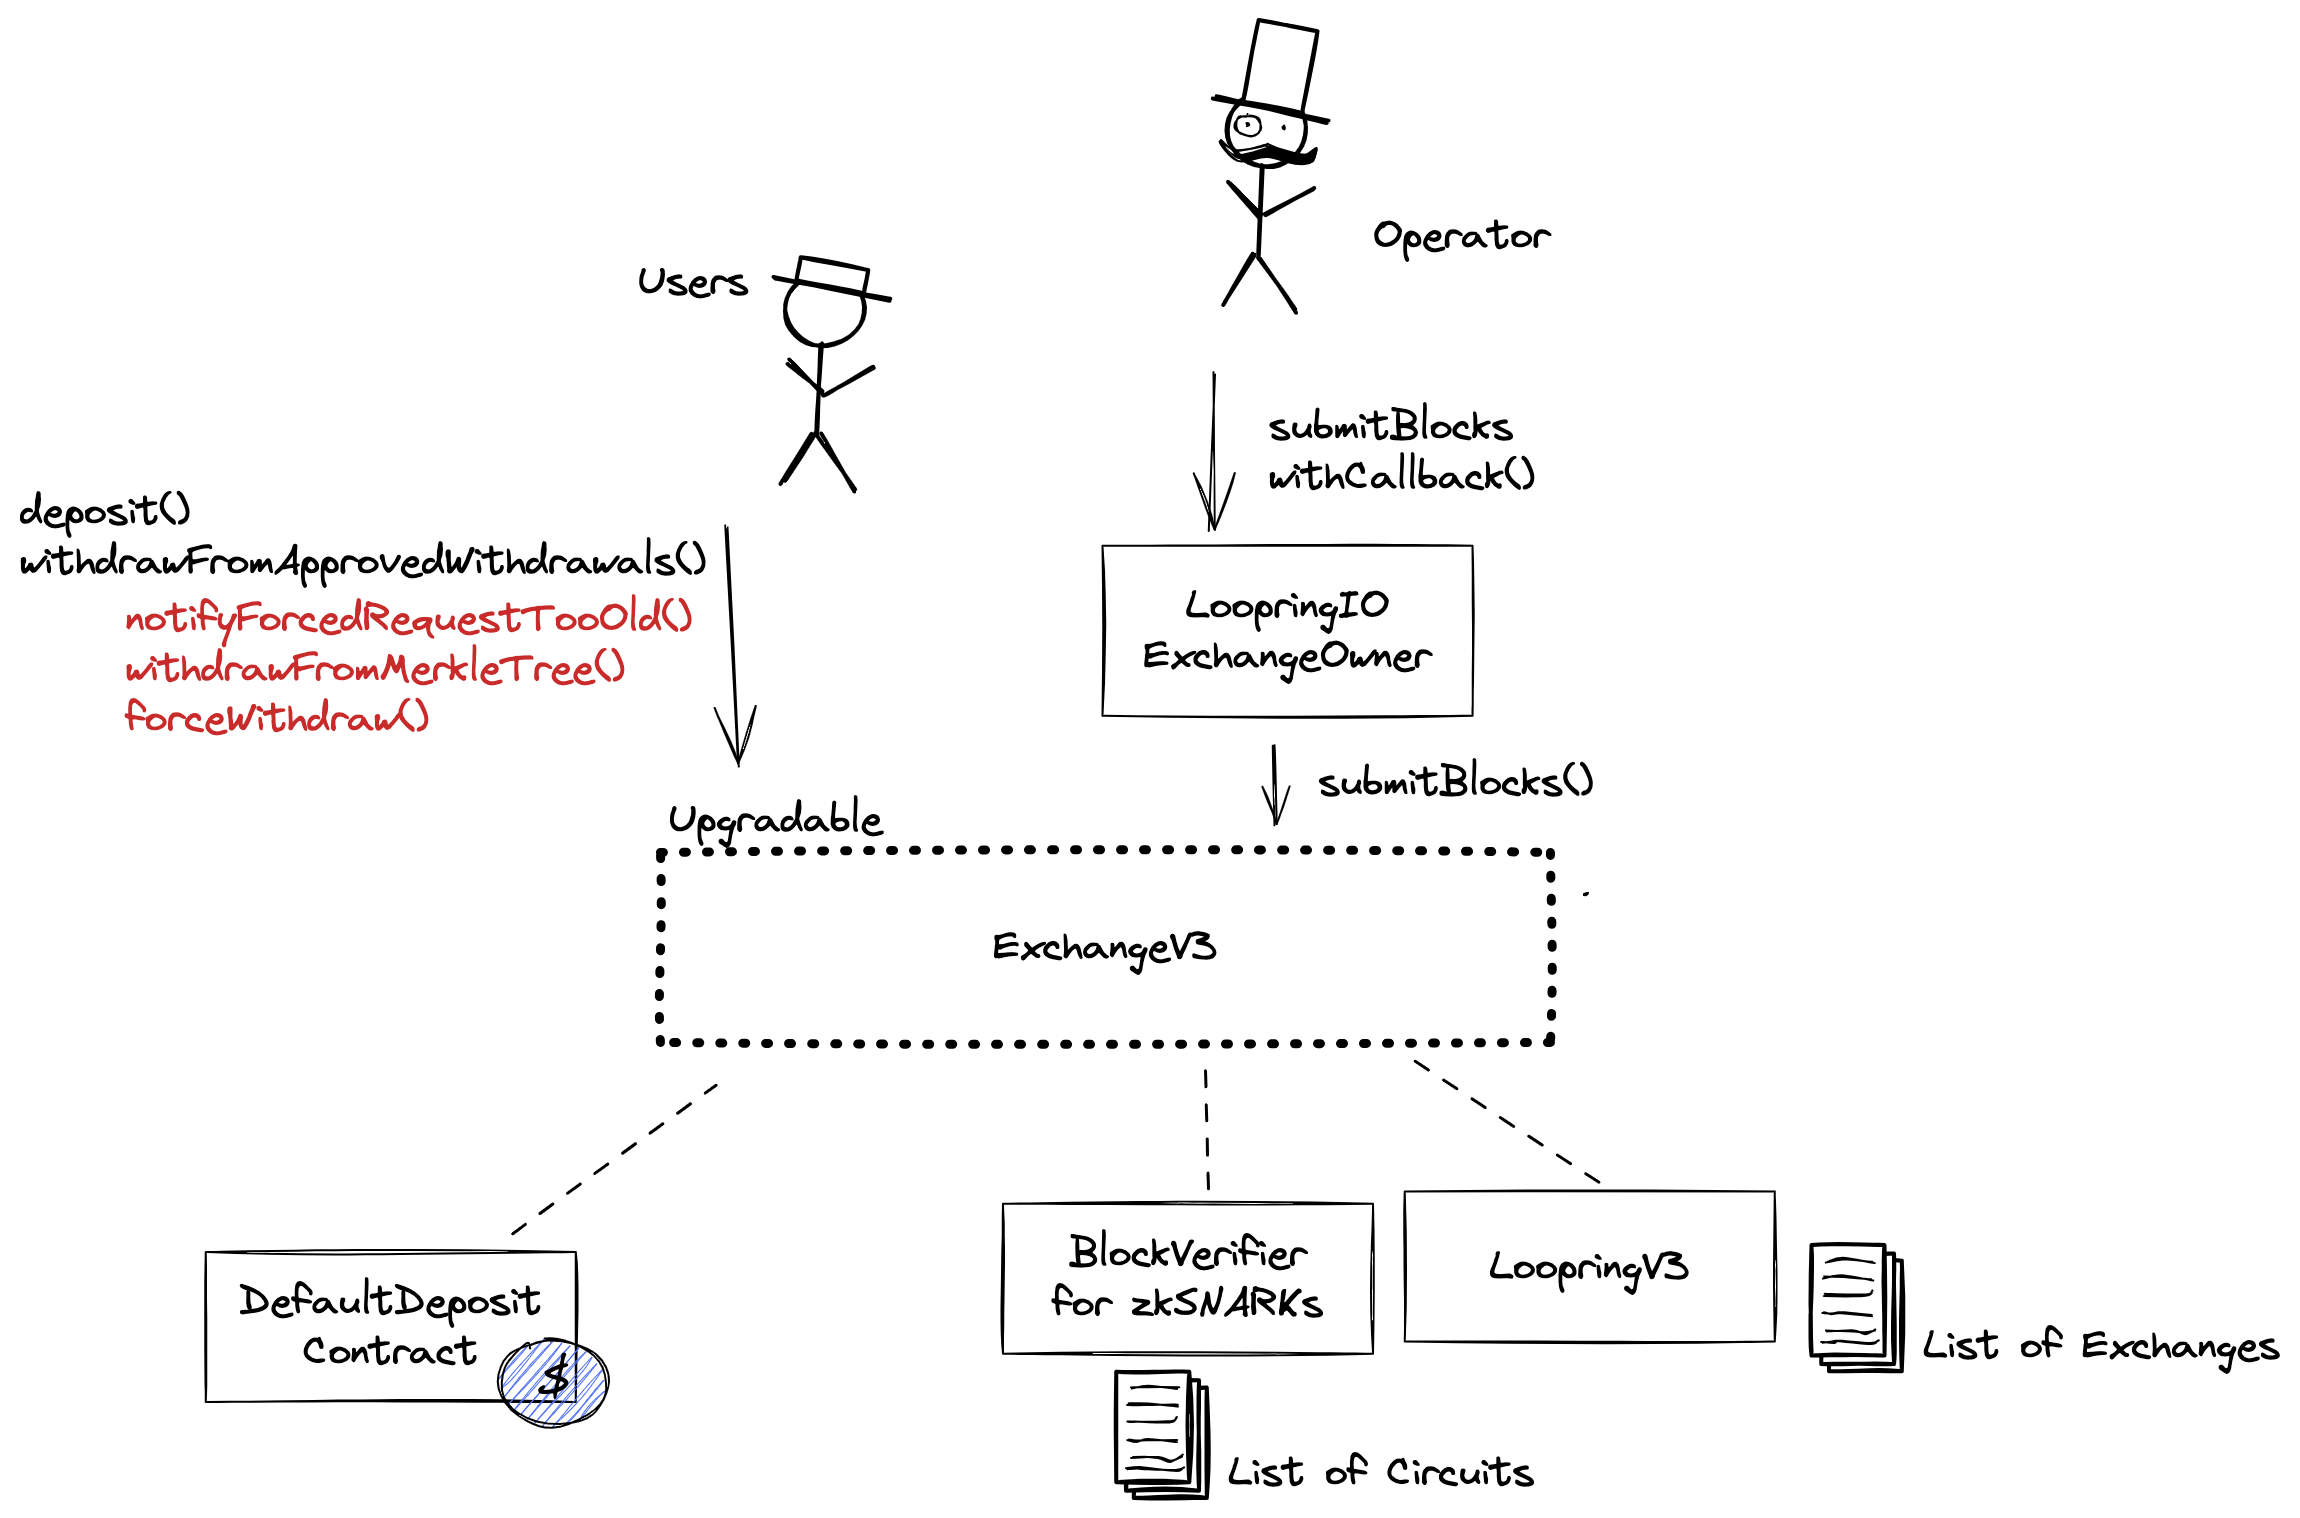 Operator
Users
submitBlocks
withCallback()
deposit()
withdrawFromApprovedWithdrawals()
notifyForcedRequestTooOld()
withdrawFromMerkleTree()
forceWithdraw()
LoopringIO
ExchangeOwner
submitBlocks()
Upgradable
ExchangeV3
DefaultDeposit
Contract
$
BlockVerifier
for zkSNARKs
LoopringV3
List of Exchanges
List of Circuits